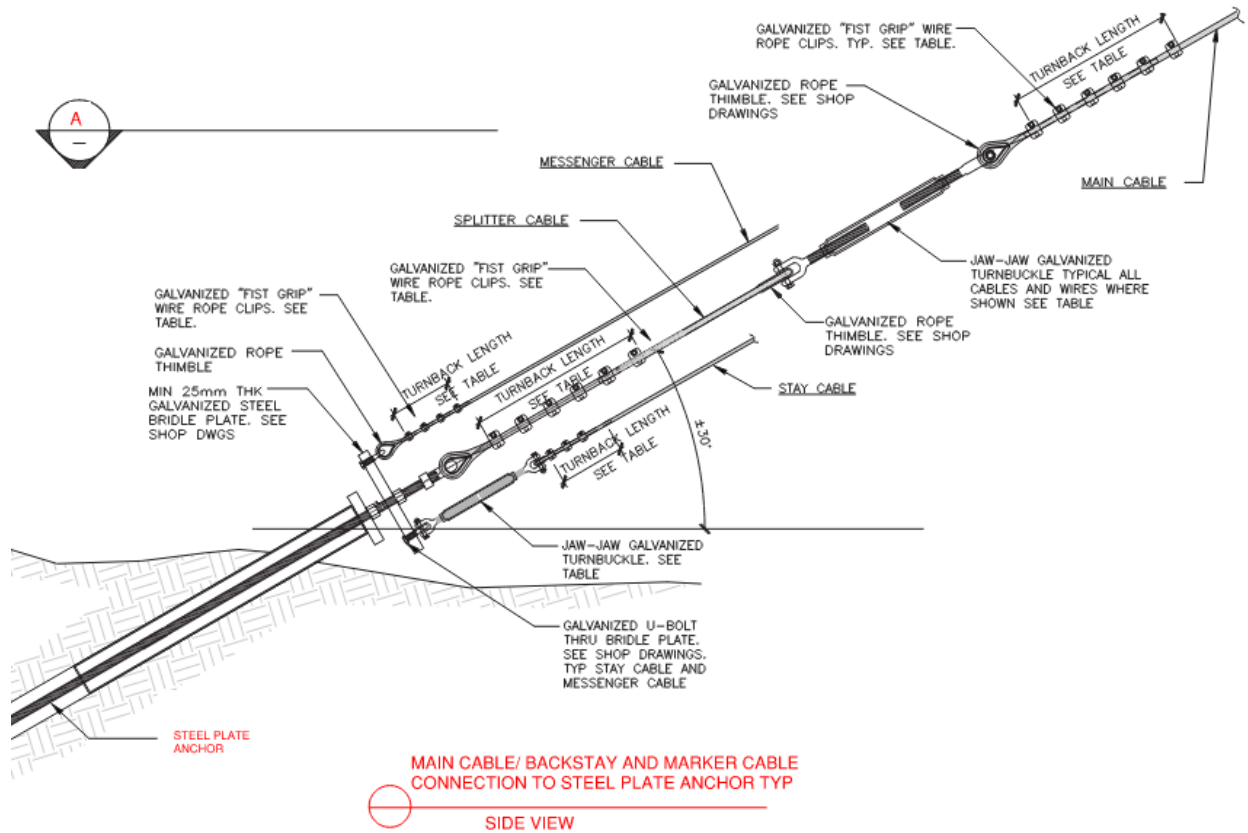 GALVANIZED "FIST GRIP" WIRE
ROPE CLIPS. TYP. SEE TABLE.
TURNBACK LENGTH
SEE TABLE
GALVANIZED ROPE
THIMBLE. SEE SHOP
DRAWINGS
A
–
MESSENGER CABLE
MAIN CABLE
SPLITTER CABLE
GALVANIZED "FIST GRIP"
WIRE ROPE CLIPS. SEE
TABLE.
JAW-JAW GALVANIZED
TURNBUCKLE TYPICAL ALL
CABLES AND WIRES WHERE
SHOWN SEE TABLE
GALVANIZED "FIST GRIP"
WIRE ROPE CLIPS. SEE
TABLE.
GALVANIZED ROPE
THIMBLE. SEE SHOP
DRAWINGS
GALVANIZED ROPE
THIMBLE
TURNBACK LENGTH
SEE TABLE
TURNBACK LENGTH
SEE TABLE
MIN 25mm THK
GALVANIZED STEEL
BRIDLE PLATE. SEE
SHOP DWGS
STAY CABLE
±30°
TURNBACK LENGTH
SEE TABLE
JAW-JAW GALVANIZED
TURNBUCKLE. SEE
TABLE
GALVANIZED U-BOLT
THRU BRIDLE PLATE.
SEE SHOP DRAWINGS.
TYP STAY CABLE AND
MESSENGER CABLE
STEEL PLATE
ANCHOR
MAIN CABLE/ BACKSTAY AND MARKER CABLE
CONNECTION TO STEEL PLATE ANCHOR TYP
SIDE VIEW